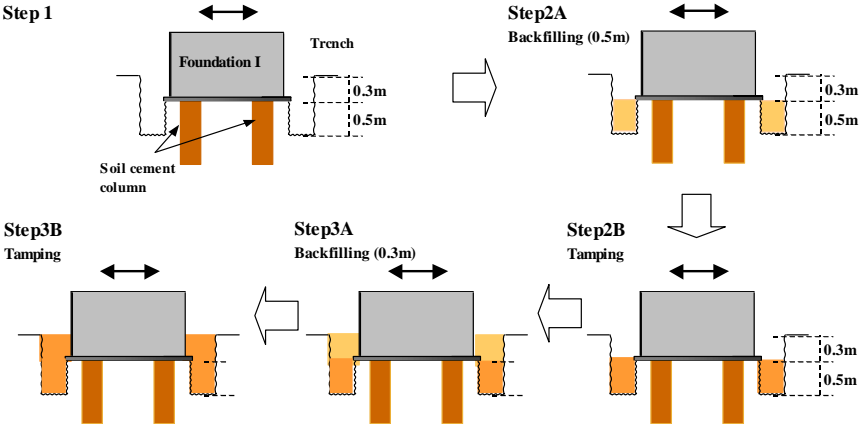 Step 1
Foundation I
Trench
0.3m
0.5m
Soil cement
column
Step2A
Backfilling (0.5m)
0.3m
0.5m
Step3B
Tamping
Step3A
Backfilling (0.3m)
Step2B
Tamping
0.3m
0.5m